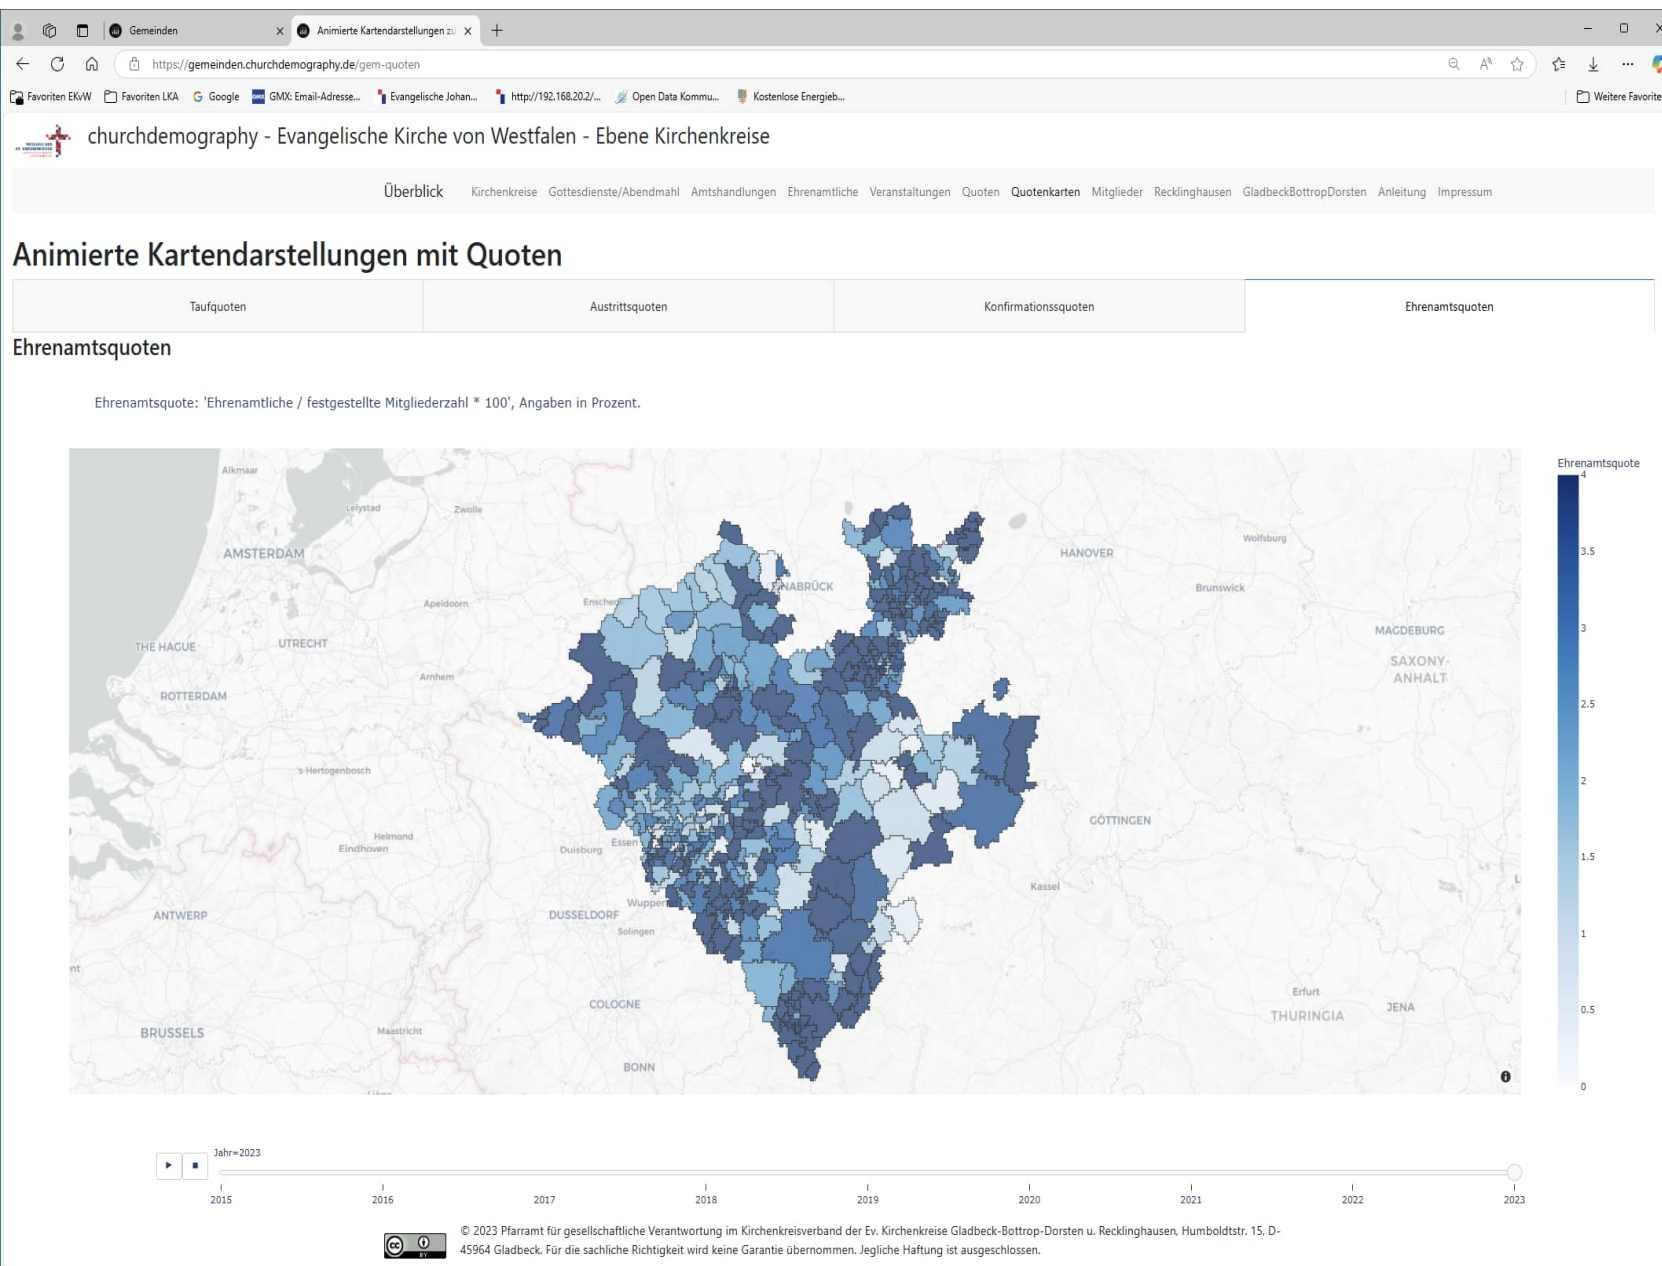 Gemeinden
Animierte Kartendarstellungen zu
https://gemeinden.churchdemography.de/gem-quoten
Favoriten EKvW Favoriten LKA Google GMX: Email-Adresse... Evangelische Johan... http://192.168.20.2/... Open Data Kommu... Kostenlose Energieb... Weitere Favorite
churchdemography - Evangelische Kirche von Westfalen - Ebene Kirchenkreise
Überblick Kirchenkreise Gottesdienste/Abendmahl Amtshandlungen Ehrenamtliche Veranstaltungen Quoten Quotenkarten Mitglieder Recklinghausen GladbeckBottropDorsten Anleitung Impressum
Animierte Kartendarstellungen mit Quoten
Taufquoten Austrittsquoten Konfirmationssquoten Ehrenamtsquoten
Ehrenamtsquoten
Ehrenamtsquote: 'Ehrenamtliche / festgestellte Mitgliederzahl * 100', Angaben in Prozent.
Ehrenamtsquote
4
3.5
3
2.5
2
1.5
1
0.5
0
Alkmaar
Lelystad
Zwolle
AMSTERDAM
HANOVER
Wolfsburg
NABRÜCK
Brunswick
Apeldoorn
Ensched
MAGDEBURG
THE HAGUE
UTRECHT
SAXONY-
ANHALT
Arnhem
ROTTERDAM
's-Hertogenbosch
GÖTTINGEN
Helmond
Eindhoven
Duisburg
Essen
Kassel
Wupper
ANTWERP
DUSSELDORF
Solingen
nt
COLOGNE
Erfurt
JENA
THURINGIA
BRUSSELS
Maastricht
BONN
Jahr=2023
2015 2016 2017 2018 2019 2020 2021 2022 2023
cc BY
© 2023 Pfarramt für gesellschaftliche Verantwortung im Kirchenkreisverband der Ev. Kirchenkreise Gladbeck-Bottrop-Dorsten u. Recklinghausen, Humboldtstr. 15, D-
45964 Gladbeck. Für die sachliche Richtigkeit wird keine Garantie übernommen. Jegliche Haftung ist ausgeschlossen.